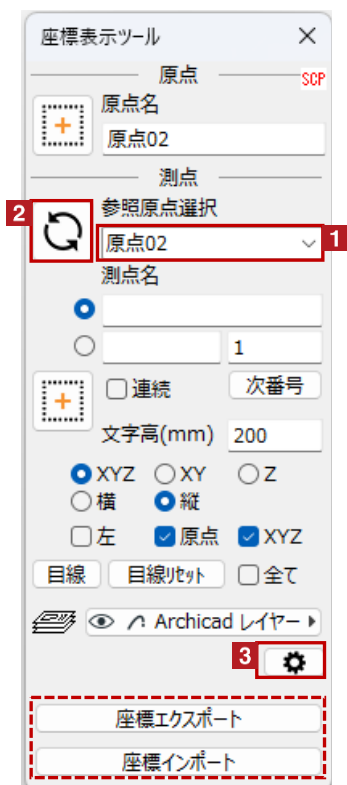 座標表示ツール
原点
SCP
原点名
原点02
測点
2
参照原点選択
原点02
1
測点名
1
連続
次番号
文字高(mm)
200
XYZ
XY
Z
横
縦
左
原点
XYZ
目線
目線リセット
全て
Archicad レイヤー
3
座標エクスポート
座標インポート